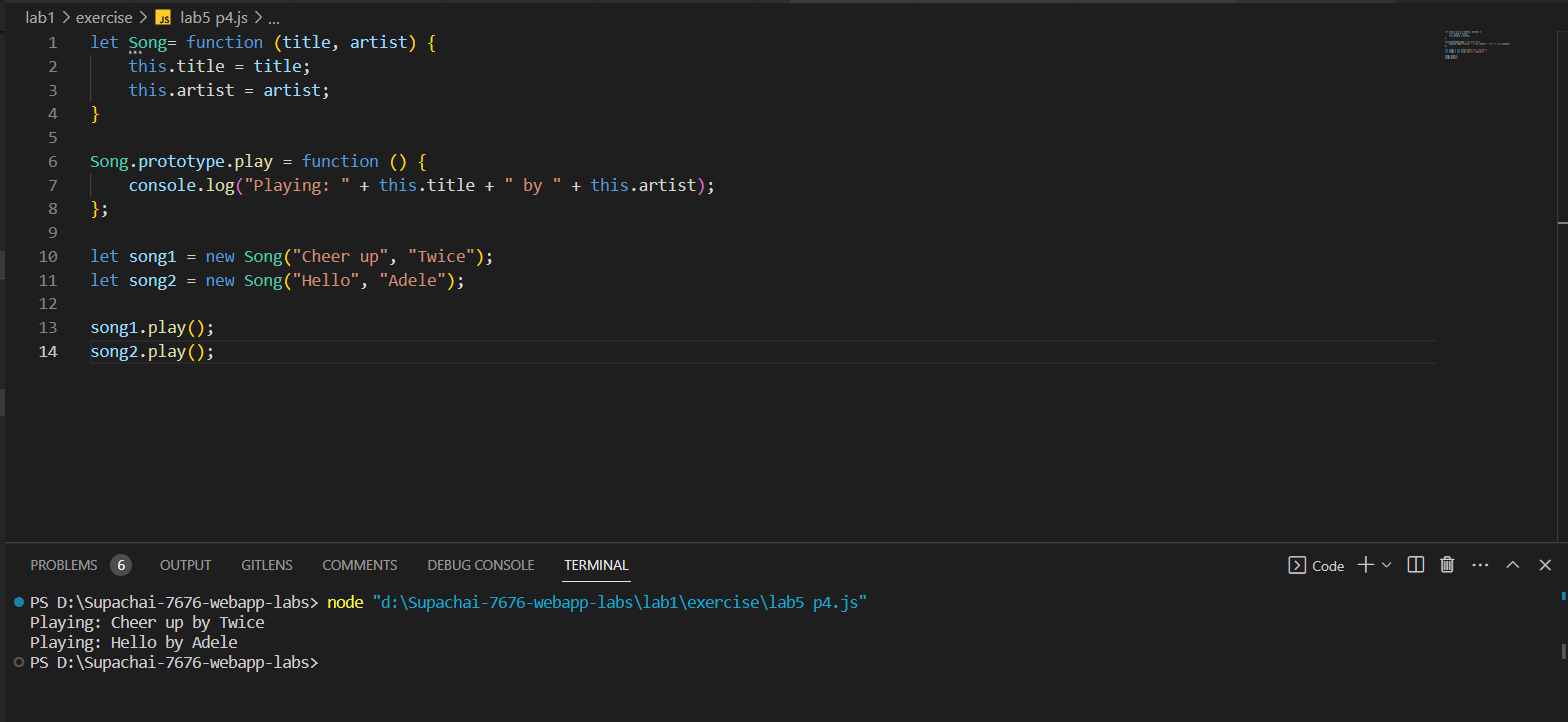 lab1 > exercise > JS lab5 p4.js > ...
1 let Song= function (title, artist) {
2     this.title = title;
3     this.artist = artist;
4 }
5
6 Song.prototype.play = function () {
7     console.log("Playing: " + this.title + " by " + this.artist);
8 };
9
10 let song1 = new Song("Cheer up", "Twice");
11 let song2 = new Song("Hello", "Adele");
12
13 song1.play();
14 song2.play();
PROBLEMS 6 OUTPUT GITLENS COMMENTS DEBUG CONSOLE TERMINAL Code
PS D:\Supachai-7676-webapp-labs> node "d:\Supachai-7676-webapp-labs\lab1\exercise\lab5 p4.js"
Playing: Cheer up by Twice
Playing: Hello by Adele
PS D:\Supachai-7676-webapp-labs>